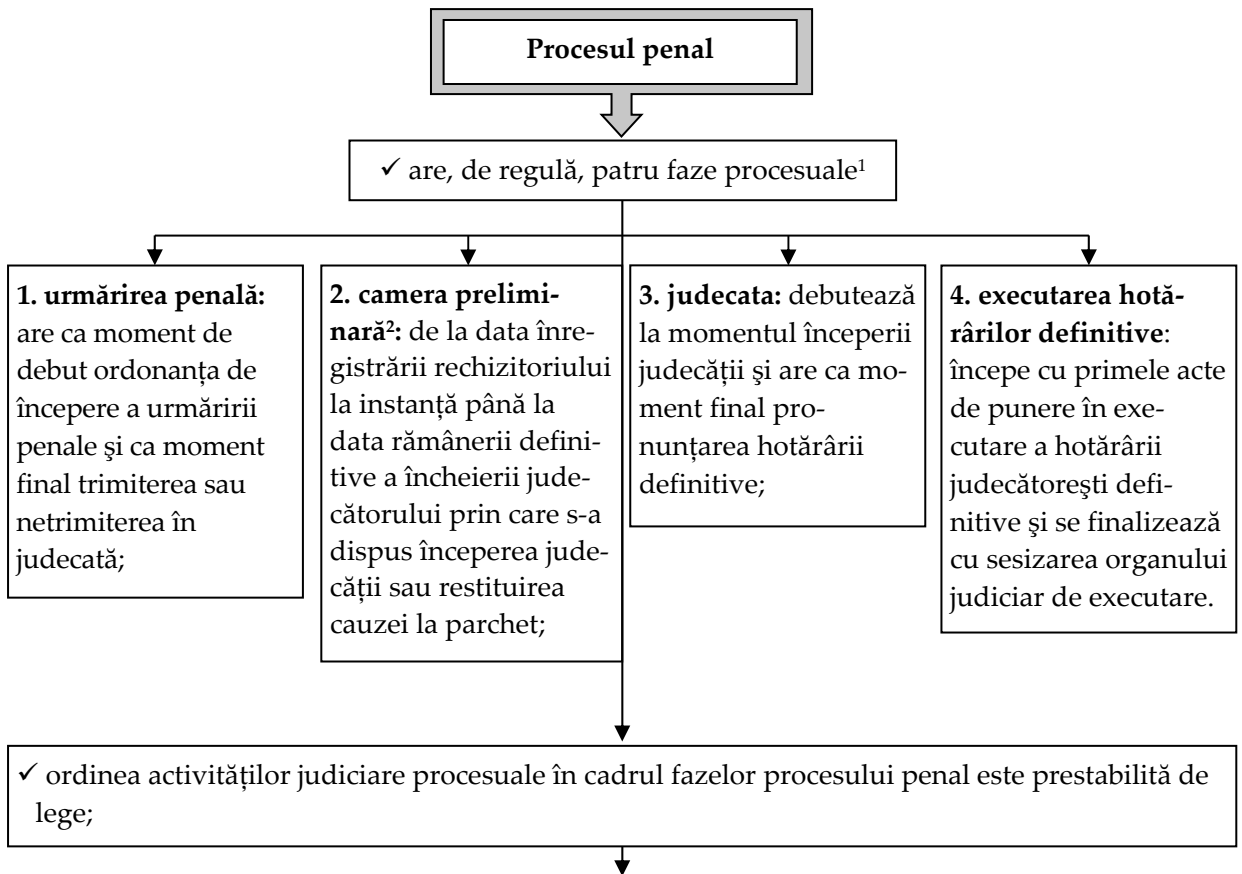 Procesul penal
✓ are, de regulă, patru faze procesuale¹
1. urmărirea penală:
are ca moment de
debut ordonanța de
începere a urmăririi
penale şi ca moment
final trimiterea sau
netrimiterea în
judecată;
2. camera prelimi-
nară²: de la data înre-
gistrării rechizitoriului
la instanță până la
data rămânerii defini-
tive a încheierii jude-
cătorului prin care s-a
dispus începerea jude-
cății sau restituirea
cauzei la parchet;
3. judecata: debutează
la momentul începerii
judecății şi are ca mo-
ment final pro-
nunțarea hotărârii
definitive;
4. executarea hotă-
rârilor definitive:
începe cu primele acte
de punere în exe-
cutare a hotărârii
judecătoreşti defi-
nitive şi se finalizează
cu sesizarea organului
judiciar de executare.
✓ ordinea activităților judiciare procesuale în cadrul fazelor procesului penal este prestabilită de
lege;